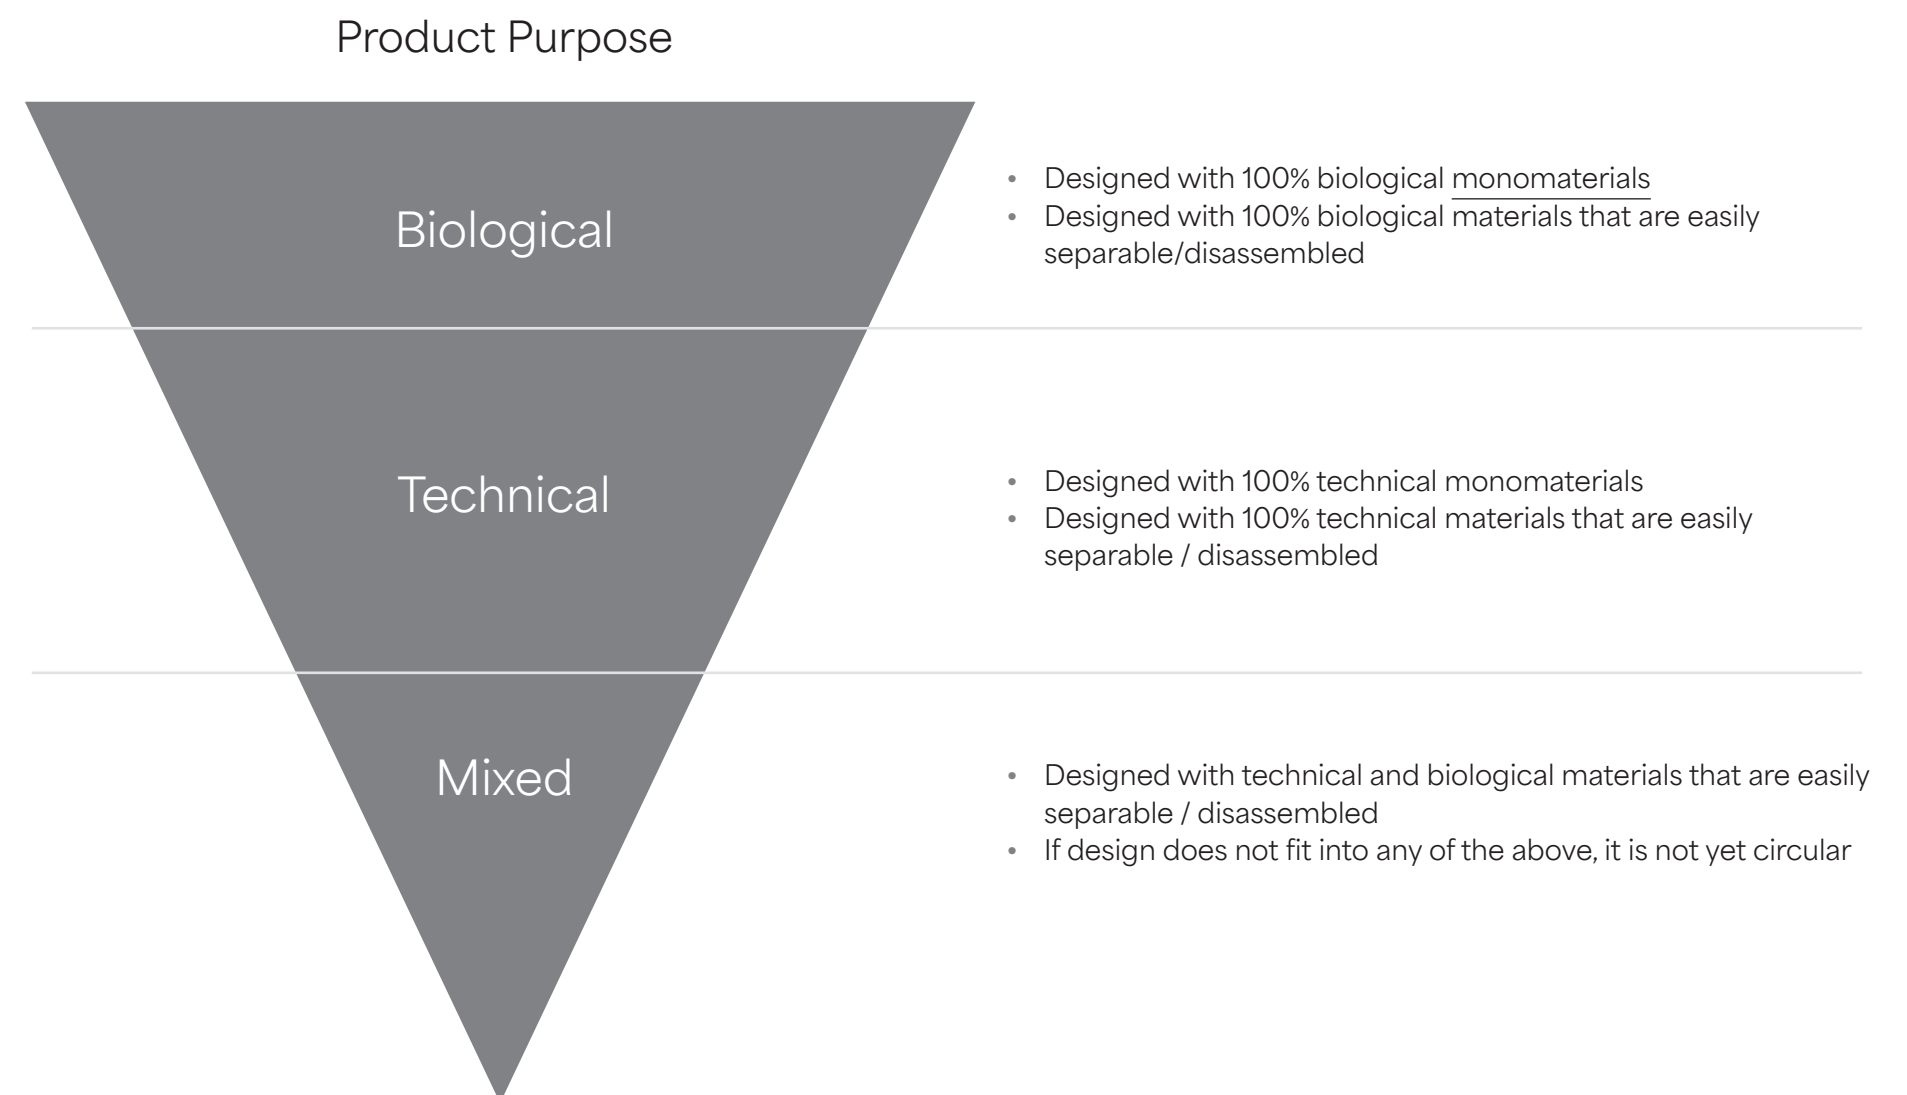 Product Purpose
Biological
• Designed with 100% biological monomaterials
• Designed with 100% biological materials that are easily
separable/disassembled
Technical
• Designed with 100% technical monomaterials
• Designed with 100% technical materials that are easily
separable / disassembled
Mixed
• Designed with technical and biological materials that are easily
separable / disassembled
• If design does not fit into any of the above, it is not yet circular